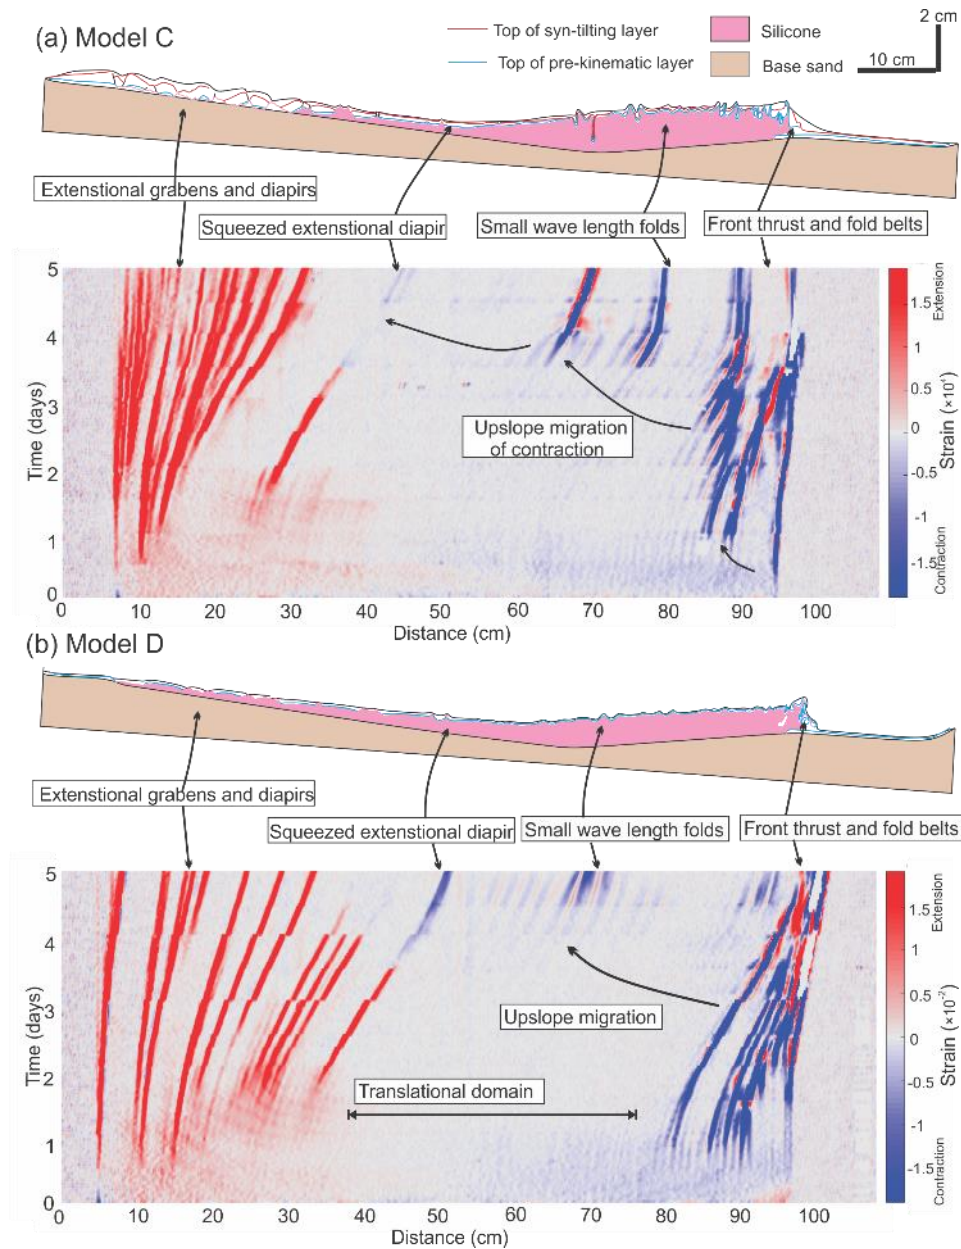 (a) Model C
Top of syn-tilting layer
Top of pre-kinematic layer
Silicone
Base sand
2 cm
10 cm
Extenstional grabens and diapirs
Squeezed extenstional diapir
Small wave length folds
Front thrust and fold belts
Upslope migration
of contraction
5
4
3
2
1
0
Time (days)
0 10 20 30 40 50 60 70 80 90 100
Distance (cm)
1.5
1
0.5
0
-0.5
-1
-1.5
Extension
Contraction
Strain (×10⁻¹)
(b) Model D
Extenstional grabens and diapirs
Squeezed extenstional diapir
Small wave length folds
Front thrust and fold belts
Upslope migration
Translational domain
5
4
3
2
1
0
Time (days)
0 10 20 30 40 50 60 70 80 90 100
Distance (cm)
1.5
1
0.5
0
-0.5
-1
-1.5
Extension
Contraction
Strain (×10⁻²)